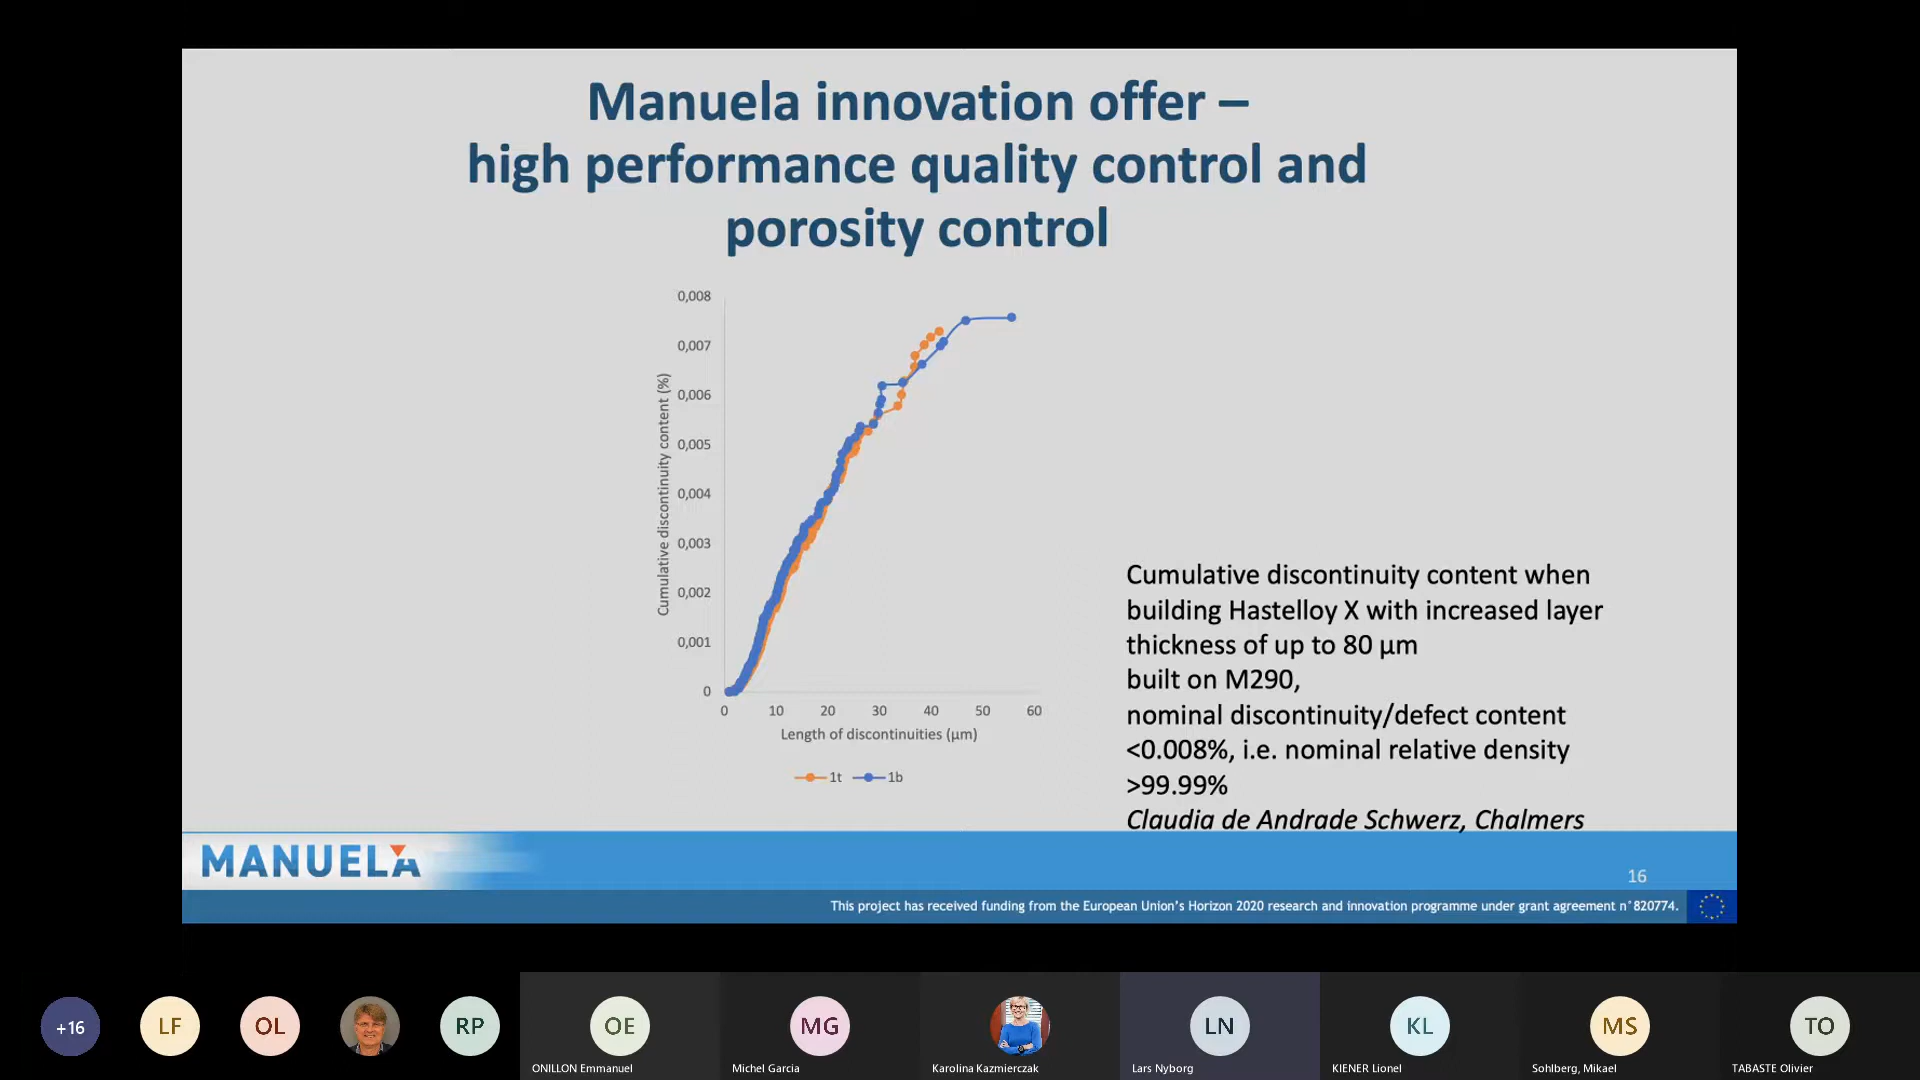 Manuela innovation offer –
high performance quality control and
porosity control
0,008
0,007
0,006
0,005
0,004
0,003
0,002
0,001
0
Cumulative discontinuity content (%)
0 10 20 30 40 50 60
Length of discontinuities (µm)
1t 1b
Cumulative discontinuity content when
building Hastelloy X with increased layer
thickness of up to 80 µm
built on M290,
nominal discontinuity/defect content
<0.008%, i.e. nominal relative density
>99.99%
Claudia de Andrade Schwerz, Chalmers
MANUELA
16
This project has received funding from the European Union's Horizon 2020 research and innovation programme under grant agreement n°820774.
+16 LF OL RP OE MG LN KL MS TO
ONILLON Emmanuel Michel Garcia Karolina Kazmierczak Lars Nyborg KIENER Lionel Sohlberg, Mikael TABASTE Olivier